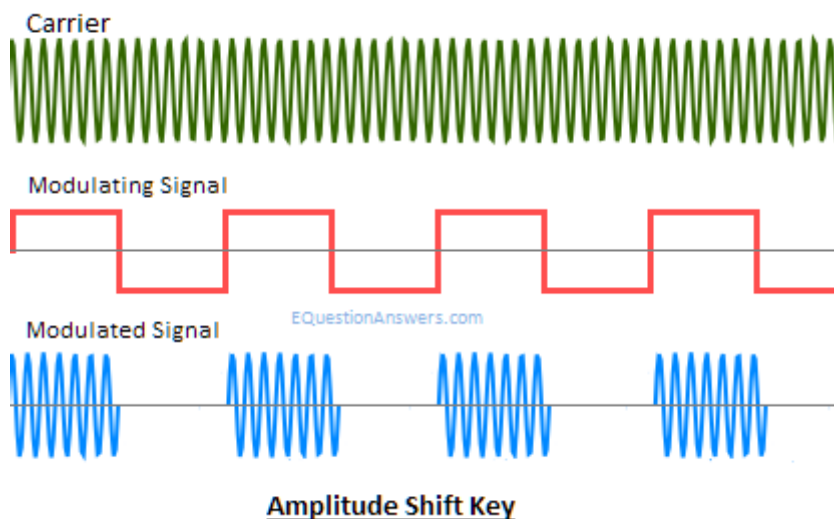 Carrier
Modulating Signal
EQuestionAnswers.com
Modulated Signal
Amplitude Shift Key